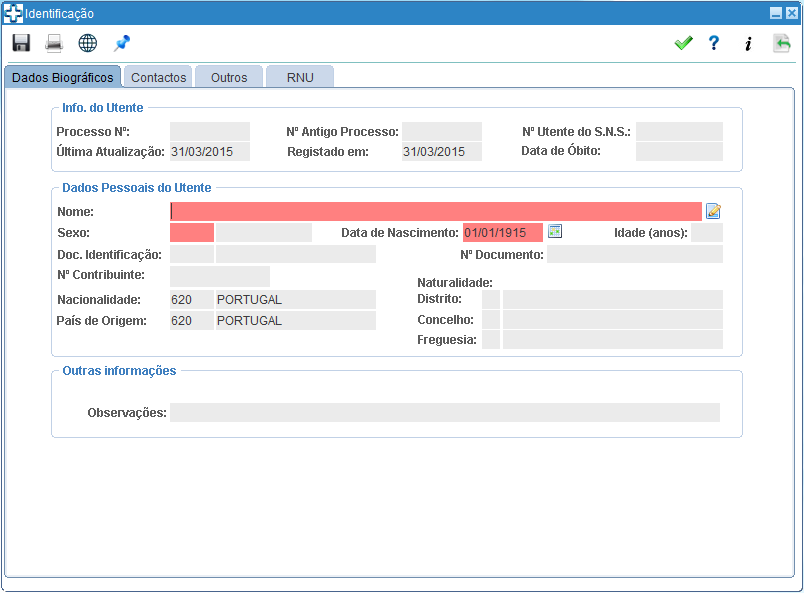 Identificação
? i
Dados Biográficos Contactos Outros RNU
Info. do Utente
Processo Nº: Nº Antigo Processo: Nº Utente do S.N.S.:
Última Atualização: 31/03/2015 Registado em: 31/03/2015 Data de Óbito:
Dados Pessoais do Utente
Nome:
Sexo: Data de Nascimento: 01/01/1915 Idade (anos):
Doc. Identificação: Nº Documento:
Nº Contribuinte:
Naturalidade:
Nacionalidade: 620 PORTUGAL Distrito:
País de Origem: 620 PORTUGAL Concelho:
Freguesia:
Outras informações
Observações: